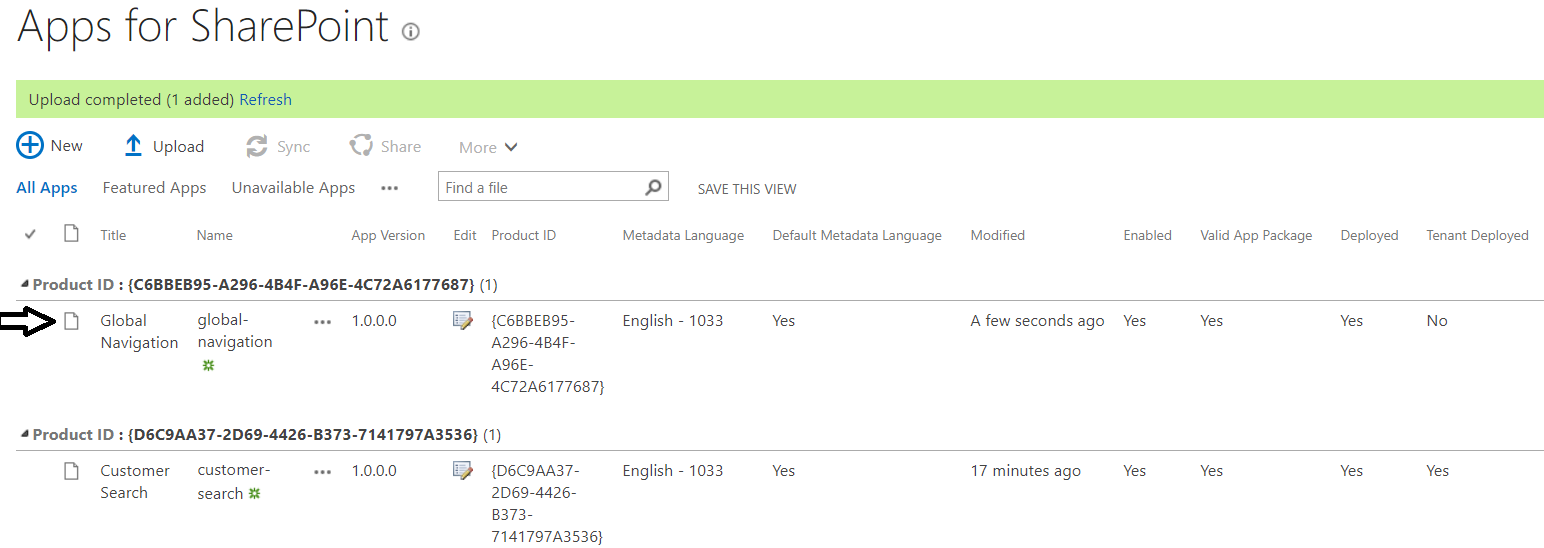 Apps for SharePoint
Upload completed (1 added) Refresh
New Upload Sync Share More
All Apps Featured Apps Unavailable Apps ••• Find a file SAVE THIS VIEW
Title Name App Version Edit Product ID Metadata Language Default Metadata Language Modified Enabled Valid App Package Deployed Tenant Deployed
Product ID : {C6BBEB95-A296-4B4F-A96E-4C72A6177687} (1)
Global global- ••• 1.0.0.0 {C6BBEB95- English - 1033 Yes A few seconds ago Yes Yes Yes No
Navigation navigation A296-4B4F-
A96E-
4C72A6177687}
Product ID : {D6C9AA37-2D69-4426-B373-7141797A3536} (1)
Customer customer- ••• 1.0.0.0 {D6C9AA37- English - 1033 Yes 17 minutes ago Yes Yes Yes Yes
Search search 2D69-4426-
B373-
7141797A3536}